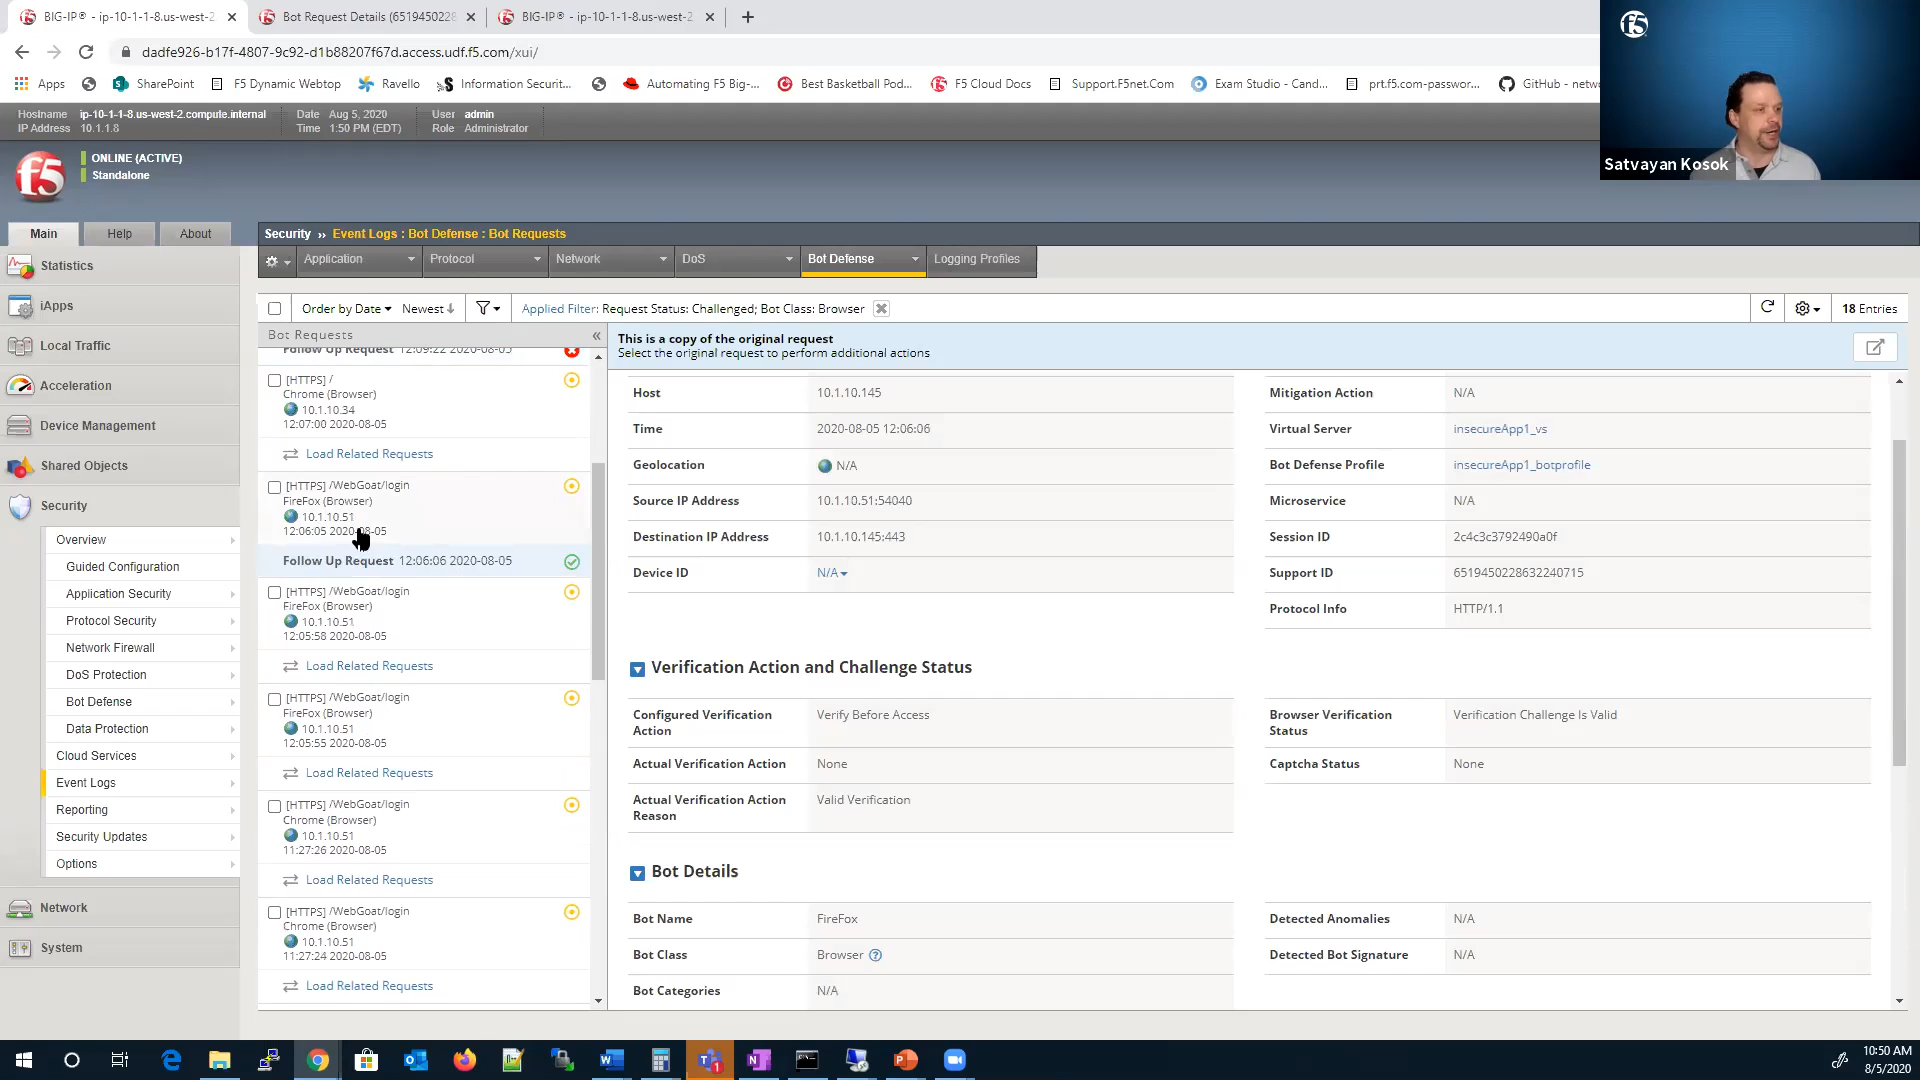 BIG-IP® - ip-10-1-1-8.us-west-2.
Bot Request Details (6519450228
BIG-IP® - ip-10-1-1-8.us-west-2
dadfe926-b17f-4807-9c92-d1b88207f67d.access.udf.f5.com/xui/
Apps
SharePoint
F5 Dynamic Webtop
Ravello
Information Securit...
Automating F5 Big-...
Best Basketball Pod...
F5 Cloud Docs
Support.F5net.Com
Exam Studio - Cand...
prt.f5.com-passwor...
GitHub - netw
f5
Satvayan Kosok
Hostname ip-10-1-1-8.us-west-2.compute.internal
IP Address 10.1.1.8
Date Aug 5, 2020
Time 1:50 PM (EDT)
User admin
Role Administrator
f5
ONLINE (ACTIVE)
Standalone
Main
Help
About
Security » Event Logs : Bot Defense : Bot Requests
Application
Protocol
Network
DoS
Bot Defense
Logging Profiles
Statistics
iApps
Local Traffic
Acceleration
Device Management
Shared Objects
Security
Overview
Guided Configuration
Application Security
Protocol Security
Network Firewall
DoS Protection
Bot Defense
Data Protection
Cloud Services
Event Logs
Reporting
Security Updates
Options
Network
System
Order by Date
Newest
Applied Filter: Request Status: Challenged; Bot Class: Browser
18 Entries
Bot Requests
Follow Up Request 12:09:22 2020-08-05
[HTTPS] /
Chrome (Browser)
10.1.10.34
12:07:00 2020-08-05
Load Related Requests
[HTTPS] /WebGoat/login
FireFox (Browser)
10.1.10.51
12:06:05 2020-08-05
Follow Up Request 12:06:06 2020-08-05
[HTTPS] /WebGoat/login
FireFox (Browser)
10.1.10.51
12:05:58 2020-08-05
Load Related Requests
[HTTPS] /WebGoat/login
FireFox (Browser)
10.1.10.51
12:05:55 2020-08-05
Load Related Requests
[HTTPS] /WebGoat/login
Chrome (Browser)
10.1.10.51
11:27:26 2020-08-05
Load Related Requests
[HTTPS] /WebGoat/login
Chrome (Browser)
10.1.10.51
11:27:24 2020-08-05
Load Related Requests
This is a copy of the original request
Select the original request to perform additional actions
Host 10.1.10.145
Time 2020-08-05 12:06:06
Geolocation N/A
Source IP Address 10.1.10.51:54040
Destination IP Address 10.1.10.145:443
Device ID N/A
Mitigation Action N/A
Virtual Server insecureApp1_vs
Bot Defense Profile insecureApp1_botprofile
Microservice N/A
Session ID 2c4c3c3792490a0f
Support ID 6519450228632240715
Protocol Info HTTP/1.1
Verification Action and Challenge Status
Configured Verification Verify Before Access
Action
Actual Verification Action None
Actual Verification Action Valid Verification
Reason
Browser Verification Verification Challenge Is Valid
Status
Captcha Status None
Bot Details
Bot Name FireFox
Bot Class Browser
Bot Categories N/A
Detected Anomalies N/A
Detected Bot Signature N/A
10:50 AM
8/5/2020